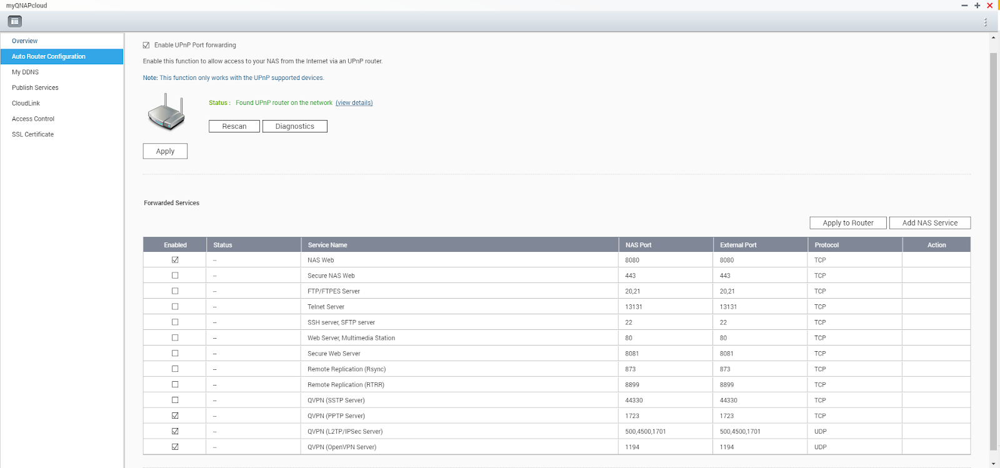 myQNAPcloud
Overview
Auto Router Configuration
My DDNS
Publish Services
CloudLink
Access Control
SSL Certificate
Enable UPnP Port forwarding
Enable this function to allow access to your NAS from the Internet via an UPnP router.
Note: This function only works with the UPnP supported devices.
Status : Found UPnP router on the network (view details)
Rescan Diagnostics
Apply
Forwarded Services
Apply to Router Add NAS Service
Enabled Status Service Name NAS Port External Port Protocol Action
-- NAS Web 8080 8080 TCP
-- Secure NAS Web 443 443 TCP
-- FTP/FTPES Server 20,21 20,21 TCP
-- Telnet Server 13131 13131 TCP
-- SSH server, SFTP server 22 22 TCP
-- Web Server, Multimedia Station 80 80 TCP
-- Secure Web Server 8081 8081 TCP
-- Remote Replication (Rsync) 873 873 TCP
-- Remote Replication (RTRR) 8899 8899 TCP
-- QVPN (SSTP Server) 44330 44330 TCP
-- QVPN (PPTP Server) 1723 1723 TCP
-- QVPN (L2TP/IPSec Server) 500,4500,1701 500,4500,1701 UDP
-- QVPN (OpenVPN Server) 1194 1194 UDP